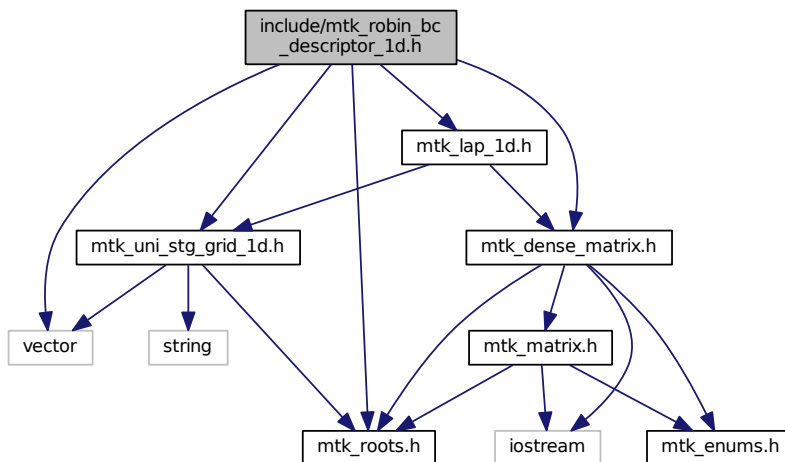 include/mtk_robin_bc
_descriptor_1d.h
mtk_lap_1d.h
mtk_uni_stg_grid_1d.h
mtk_dense_matrix.h
vector
string
mtk_matrix.h
mtk_roots.h
iostream
mtk_enums.h